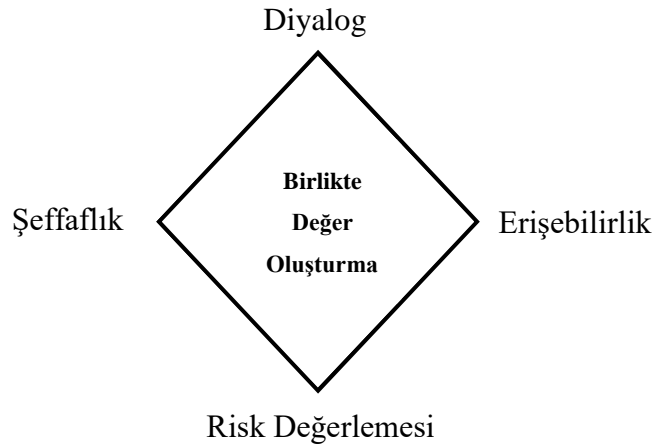 Diyalog
Birlikte
Değer
Oluşturma
Şeffaflık
Erişebilirlik
Risk Değerlemesi